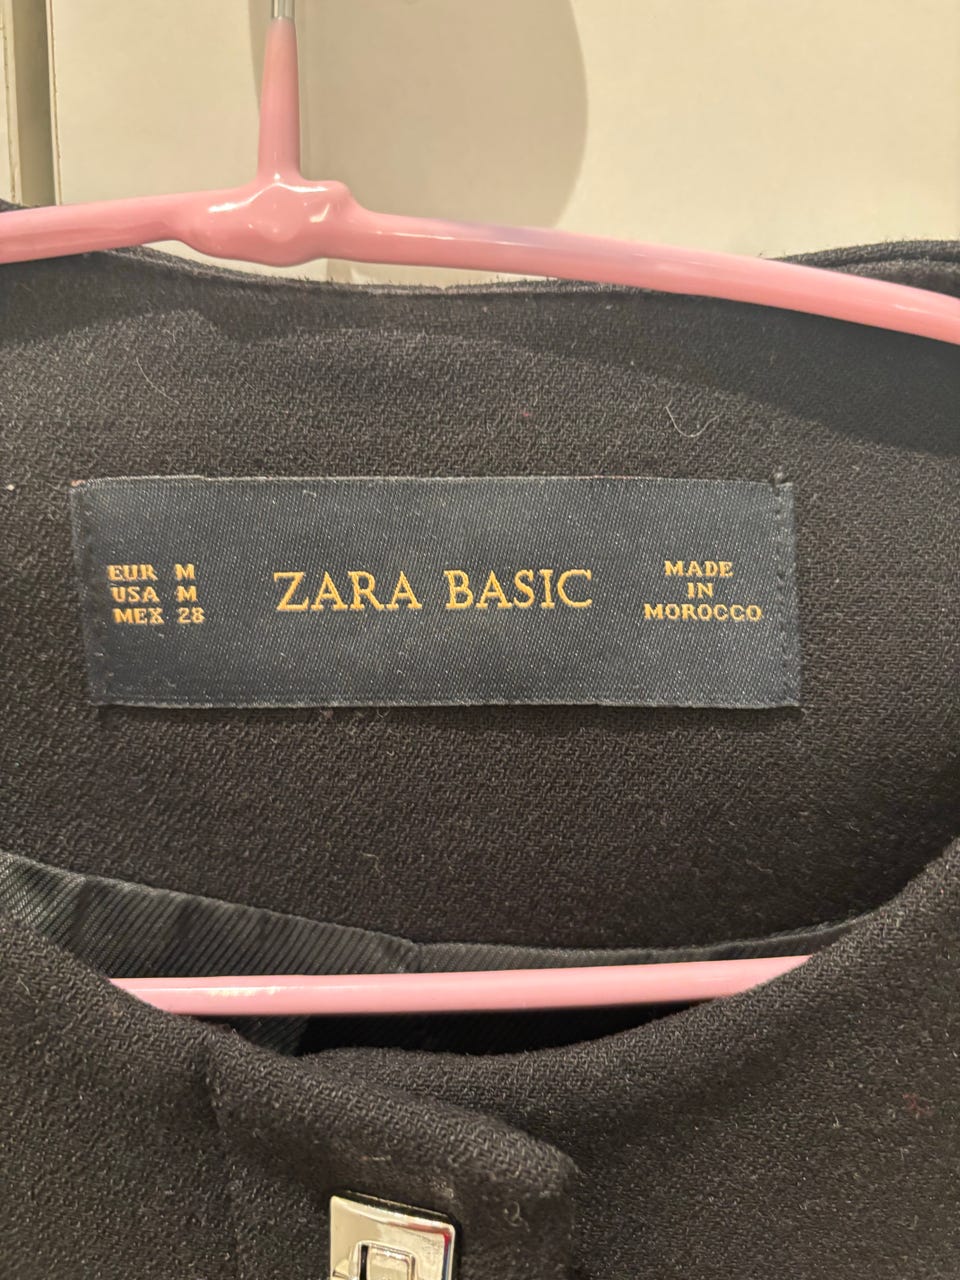 EUR M
USA M
MEX 28
ZARA BASIC
MADE
IN
MOROCCO